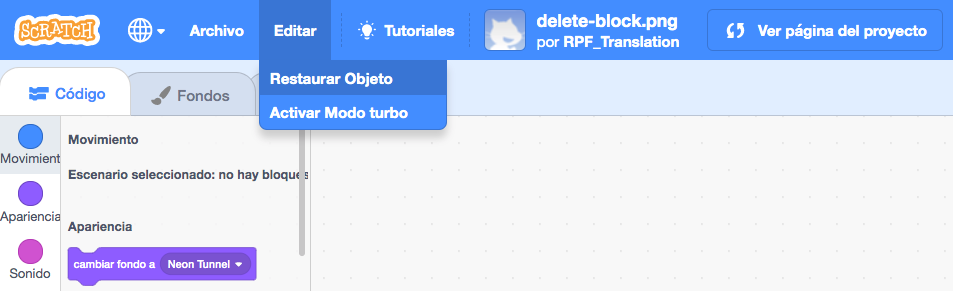 SCRATCH
Archivo
Editar
Tutoriales
delete-block.png
por RPF_Translation
Ver página del proyecto
Restaurar Objeto
Activar Modo turbo
Código
Fondos
Movimient
Apariencia
Sonido
Movimiento
Escenario seleccionado: no hay bloques
Apariencia
cambiar fondo a Neon Tunnel